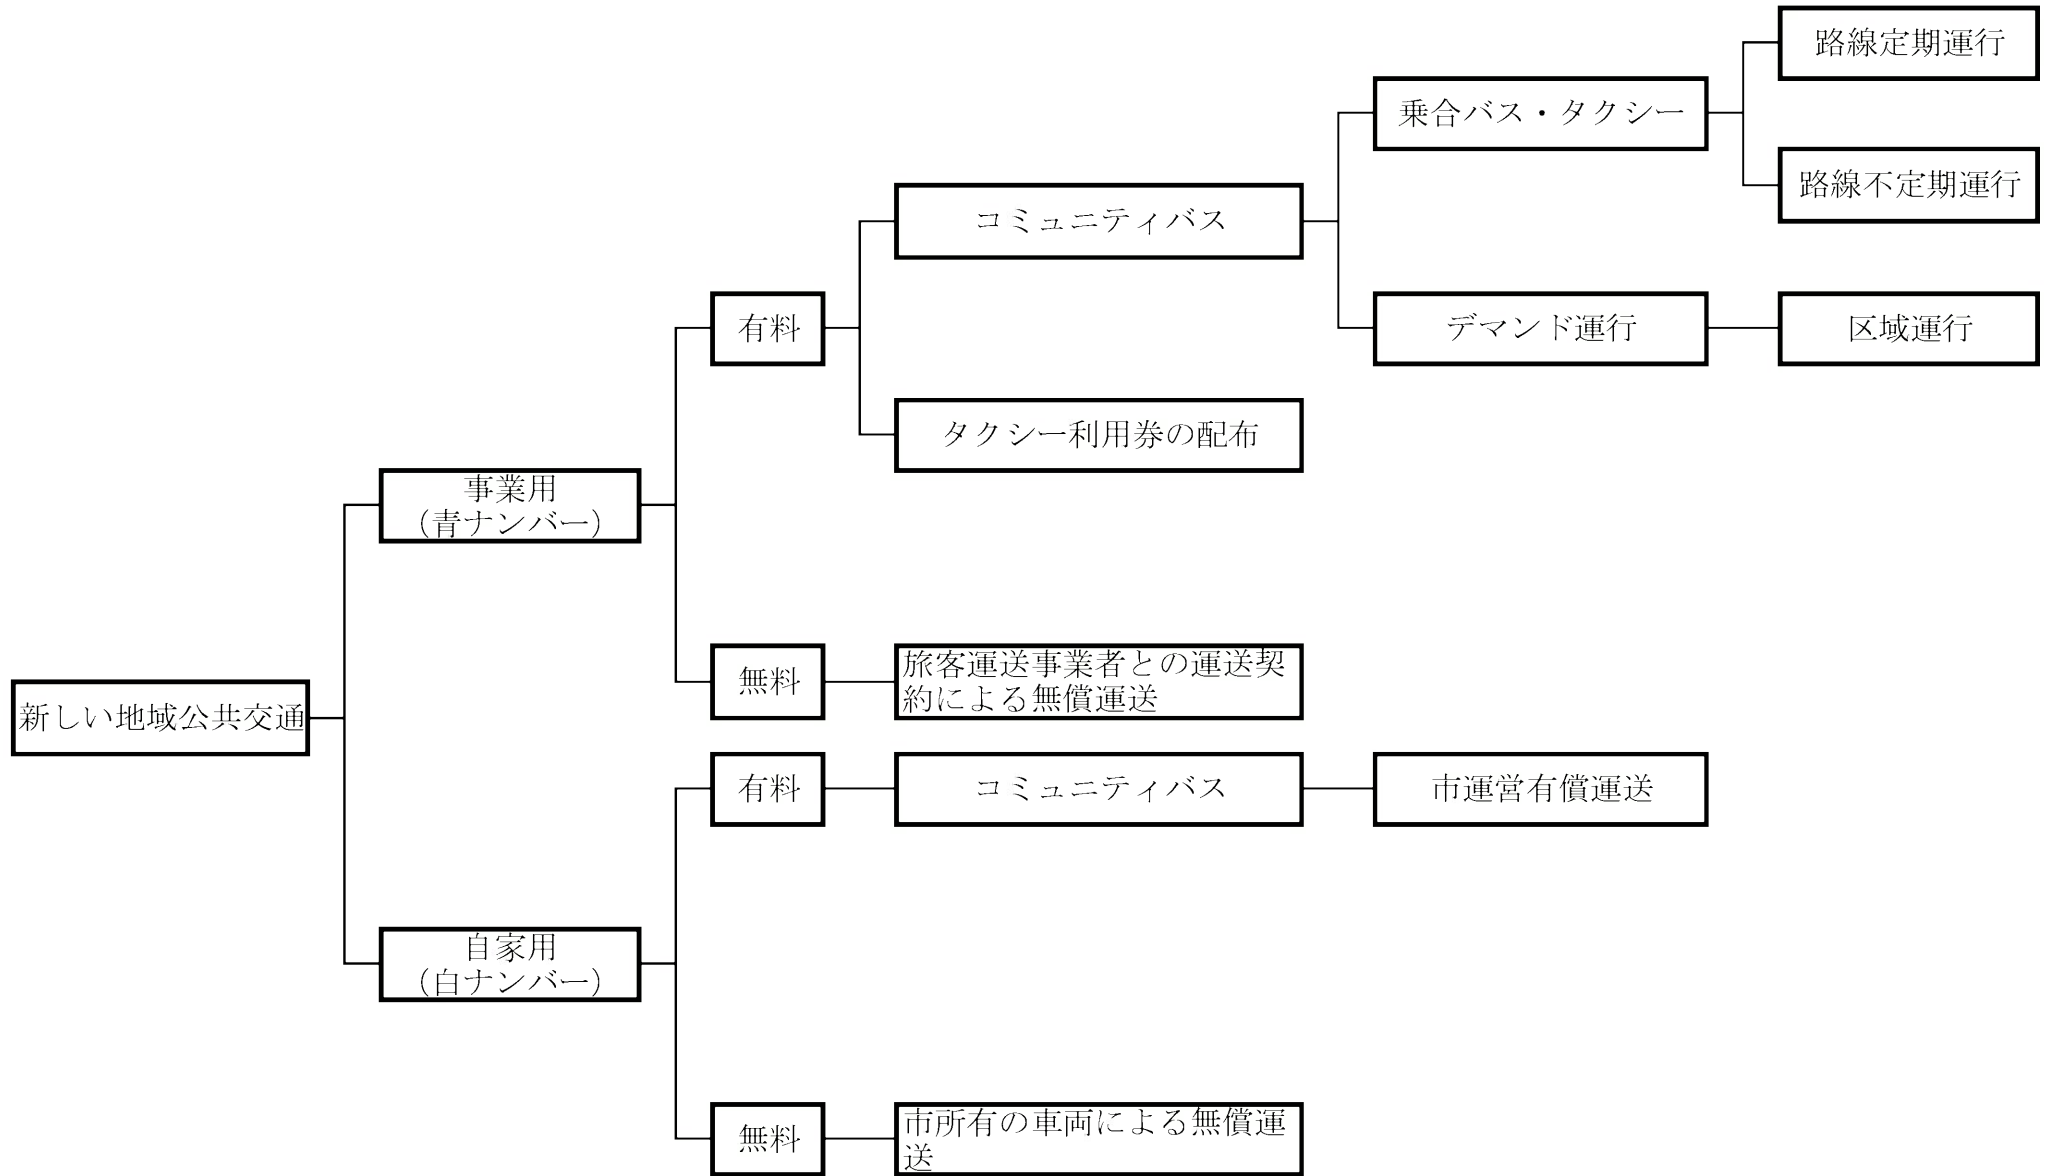 路線定期運行
乗合バス・タクシー
路線不定期運行
コミュニティバス
有料
デマンド運行
区域運行
タクシー利用券の配布
事業用
（青ナンバー）
無料
旅客運送事業者との運送契
約による無償運送
新しい地域公共交通
有料
コミュニティバス
市運営有償運送
自家用
（白ナンバー）
無料
市所有の車両による無償運
送